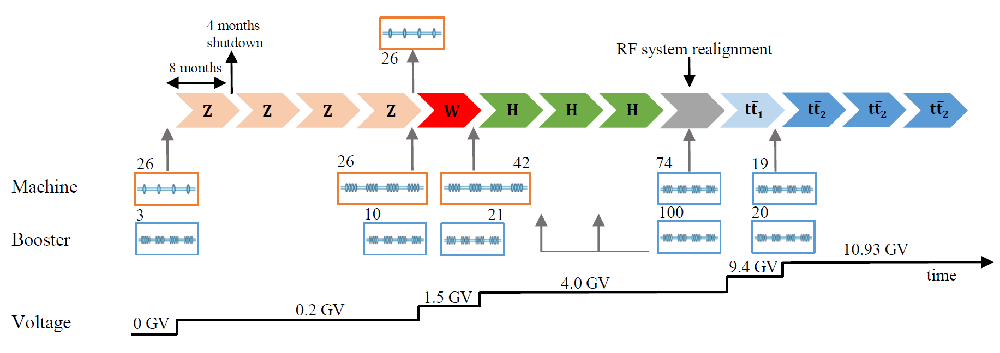 4 months
shutdown
8 months
26
RF system realignment
Z
Z
Z
Z
W
H
H
H
tt̄₁
tt̄₂
tt̄₂
tt̄₂
26
26
42
74
19
Machine
3
10
21
100
20
Booster
10.93 GV
9.4 GV
time
4.0 GV
1.5 GV
0.2 GV
0 GV
Voltage